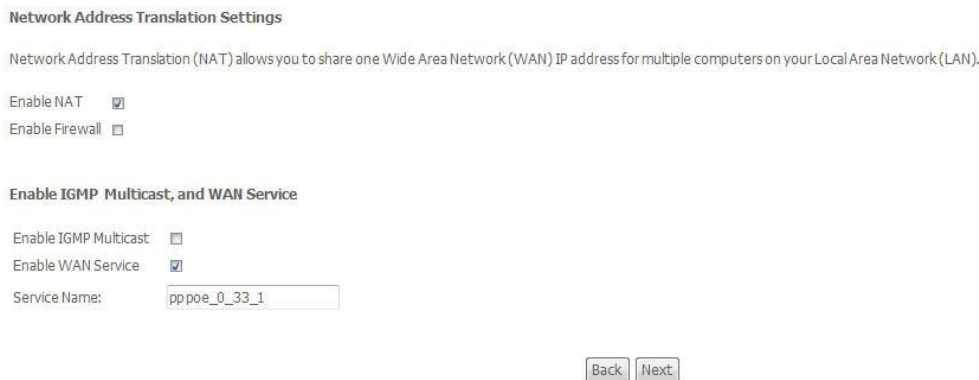 Network Address Translation Settings
Network Address Translation (NAT) allows you to share one Wide Area Network (WAN) IP address for multiple computers on your Local Area Network (LAN).
Enable NAT
Enable Firewall
Enable IGMP Multicast, and WAN Service
Enable IGMP Multicast
Enable WAN Service
Service Name: pppoe_0_33_1
Back Next